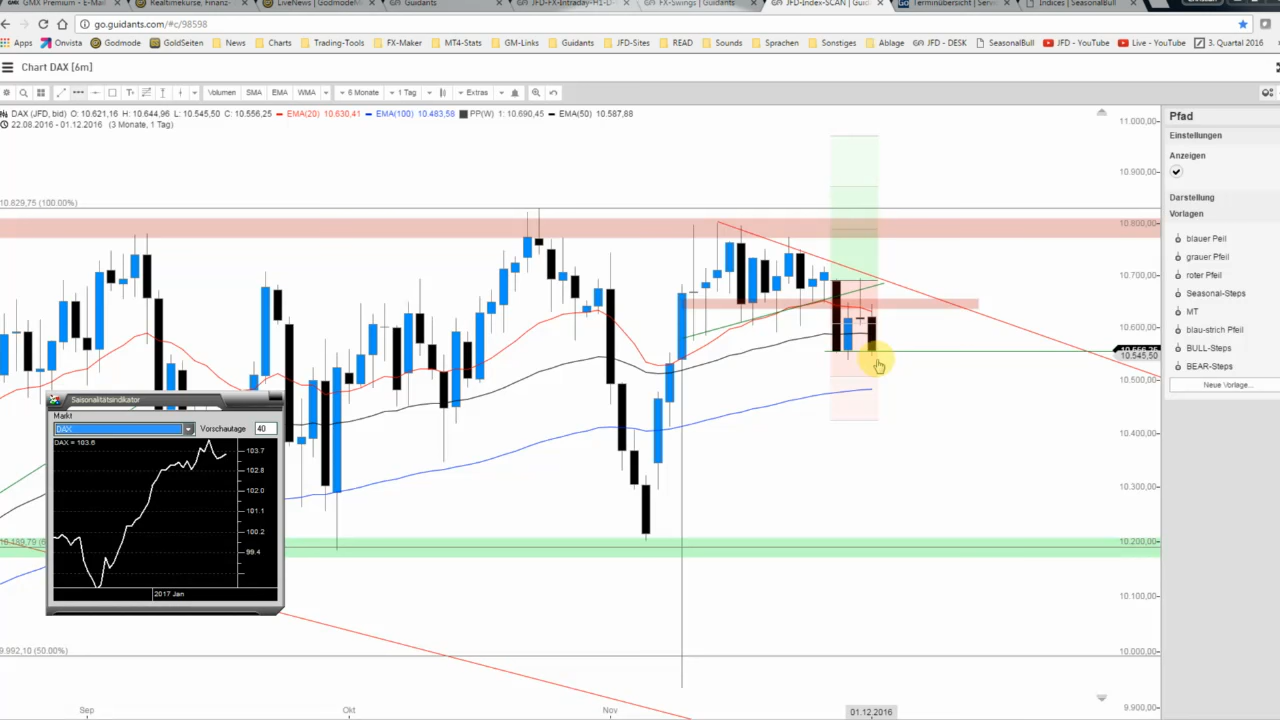 GMX Premium - E-Mail
Realtimekurse, Finanz-
LiveNews | Godmode
Guidants
JFD-FX-Intraday-H1-D-
FX-Swings | Guidants
JFD-Index-SCAN | Guid
Terminübersicht | Servi
Indices | SeasonalBull
go.guidants.com/#c/98598
Apps
Onvista
Godmode
GoldSeiten
News
Charts
Trading-Tools
FX-Maker
MT4-Stats
GM-Links
Guidants
JFD-Sites
READ
Sounds
Sprachen
Sonstiges
Ablage
JFD - DESK
SeasonalBull
JFD - YouTube
Live - YouTube
3. Quartal 2016
Chart DAX [6m]
Volumen
SMA
EMA
WMA
6 Monate
1 Tag
Extras
DAX (JFD, bid) O: 10.621,16 H: 10.644,96 L: 10.545,50 C: 10.556,25 EMA(20) 10.630,41 EMA(100) 10.483,58 PP(W) 1: 10.690,45 EMA(50) 10.587,88
22.08.2016 - 01.12.2016 (3 Monate, 1 Tag)
11.000,00
10.900,00
10.829,75 (100.00%)
10.800,00
10.700,00
10.600,00
10.556,25
10.545,50
10.500,00
10.400,00
10.300,00
10.189,79
10.200,00
10.100,00
9.992,10 (50.00%)
10.000,00
9.900,00
Sep
Okt
Nov
01.12.2016
Saisonalitätsindikator
Markt
DAX
Vorschautage
40
DAX = 103.6
103.7
102.8
102.0
101.1
100.2
99.4
2017 Jan
Pfad
Einstellungen
Anzeigen
Darstellung
Vorlagen
blauer Peil
grauer Pfeil
roter Pfeil
Seasonal-Steps
MT
blau-strich Pfeil
BULL-Steps
BEAR-Steps
Neue Vorlage...